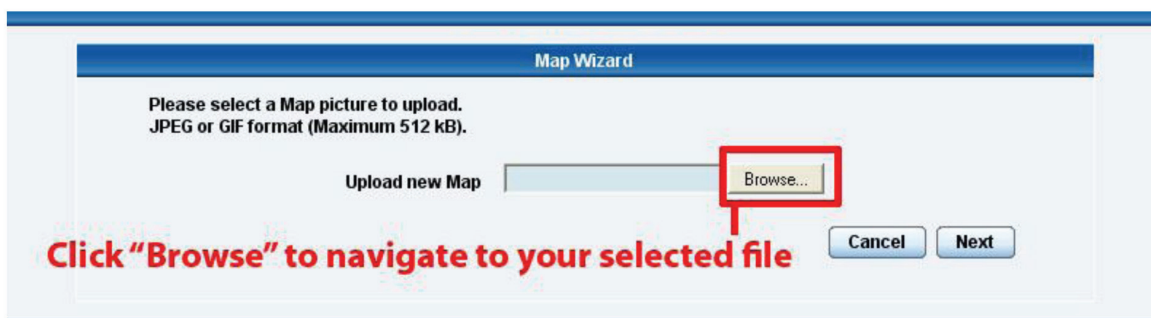 Map Wizard
Please select a Map picture to upload.
JPEG or GIF format (Maximum 512 kB).
Upload new Map Browse...
Click “Browse” to navigate to your selected file
Cancel Next